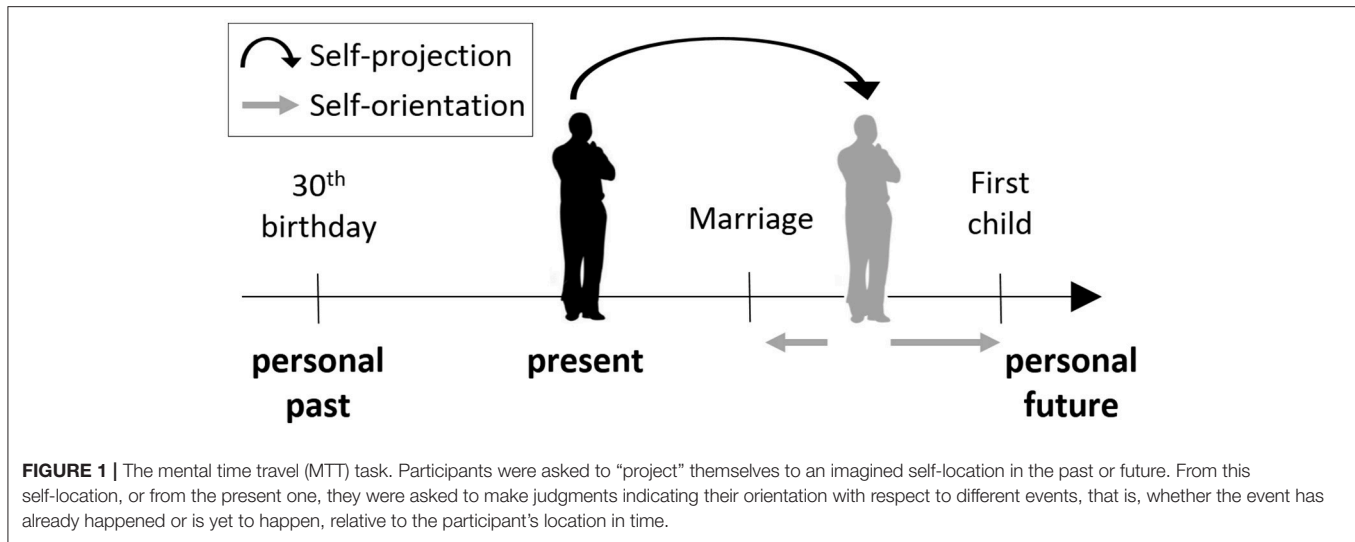 Self-projection
Self-orientation
30th
birthday
Marriage
First
child
personal
past
present
personal
future
FIGURE 1 | The mental time travel (MTT) task. Participants were asked to “project” themselves to an imagined self-location in the past or future. From this
self-location, or from the present one, they were asked to make judgments indicating their orientation with respect to different events, that is, whether the event has
already happened or is yet to happen, relative to the participant’s location in time.